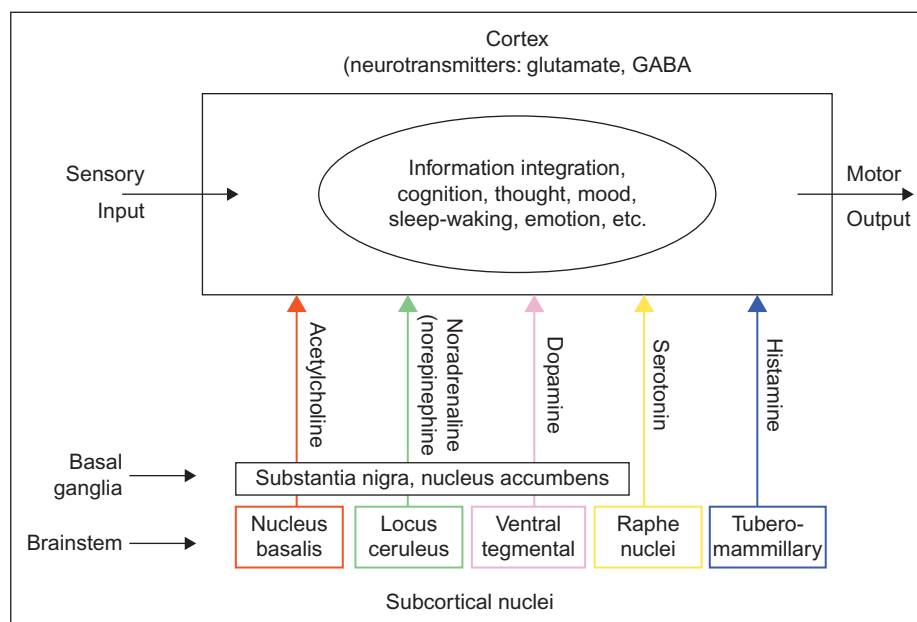 Cortex
(neurotransmitters: glutamate, GABA
Sensory
Input
Information integration,
cognition, thought, mood,
sleep-waking, emotion, etc.
Motor
Output
Acetylcholine
Noradrenaline
(norepinephine
Dopamine
Serotonin
Histamine
Basal
ganglia
Substantia nigra, nucleus accumbens
Brainstem
Nucleus
basalis
Locus
ceruleus
Ventral
tegmental
Raphe
nuclei
Tubero-
mammillary
Subcortical nuclei